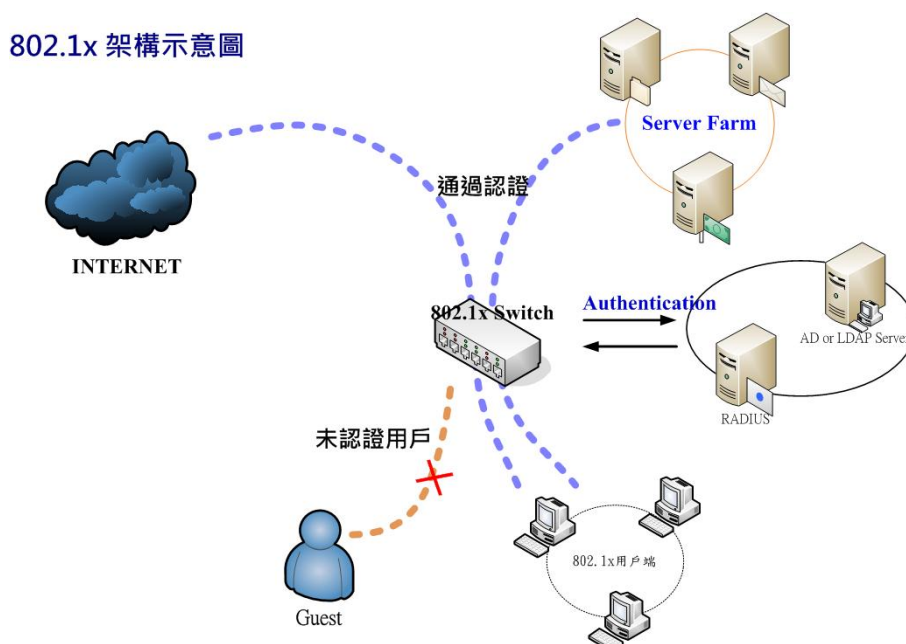 802.1x 架構示意圖
Server Farm
通過認證
INTERNET
802.1x Switch
Authentication
AD or LDAP Server
RADIUS
未認證用戶
802.1x用戶端
Guest